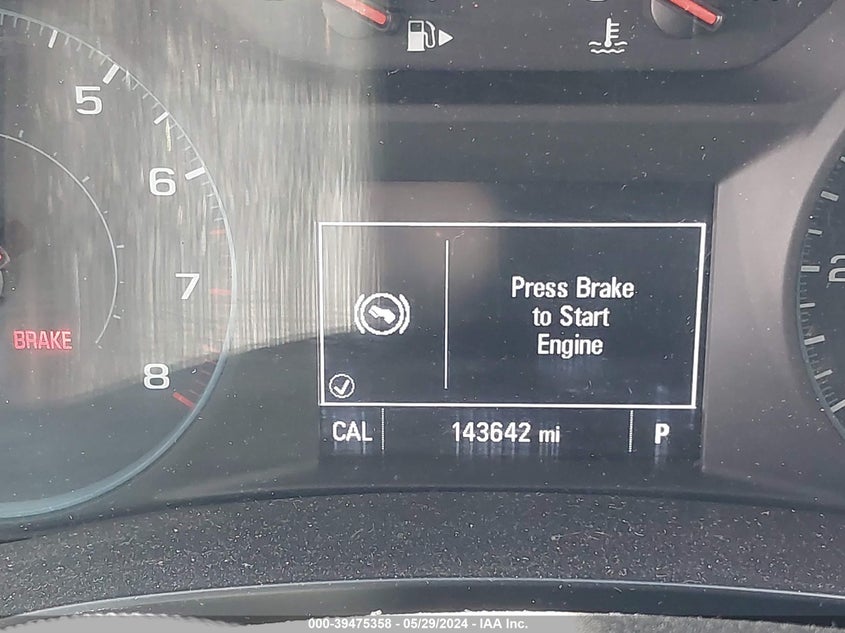 5
6
7
8
BRAKE
Press Brake
to Start
Engine
CAL
143642 mi
P
000-39475358 - 05/29/2024 - IAA Inc.